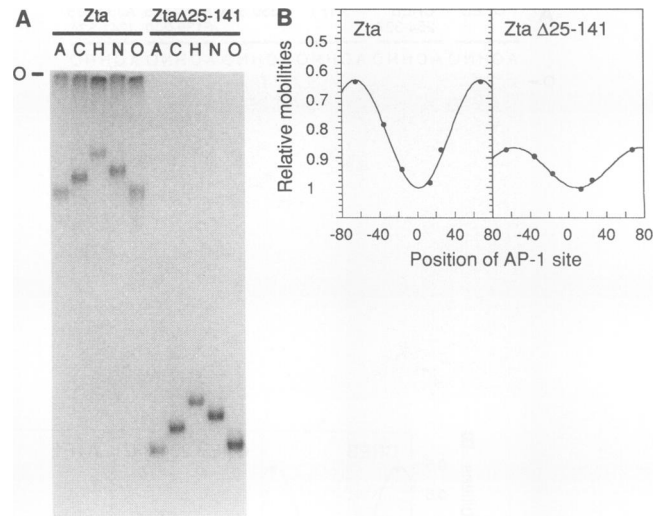 A
Zta ZtaΔ25-141
A C H N O A C H N O
O
B
Zta
Zta Δ25-141
Relative mobilities
0.5
0.6
0.7
0.8
0.9
1
-80 -40 0 40 80 -40 0 40 80
Position of AP-1 site